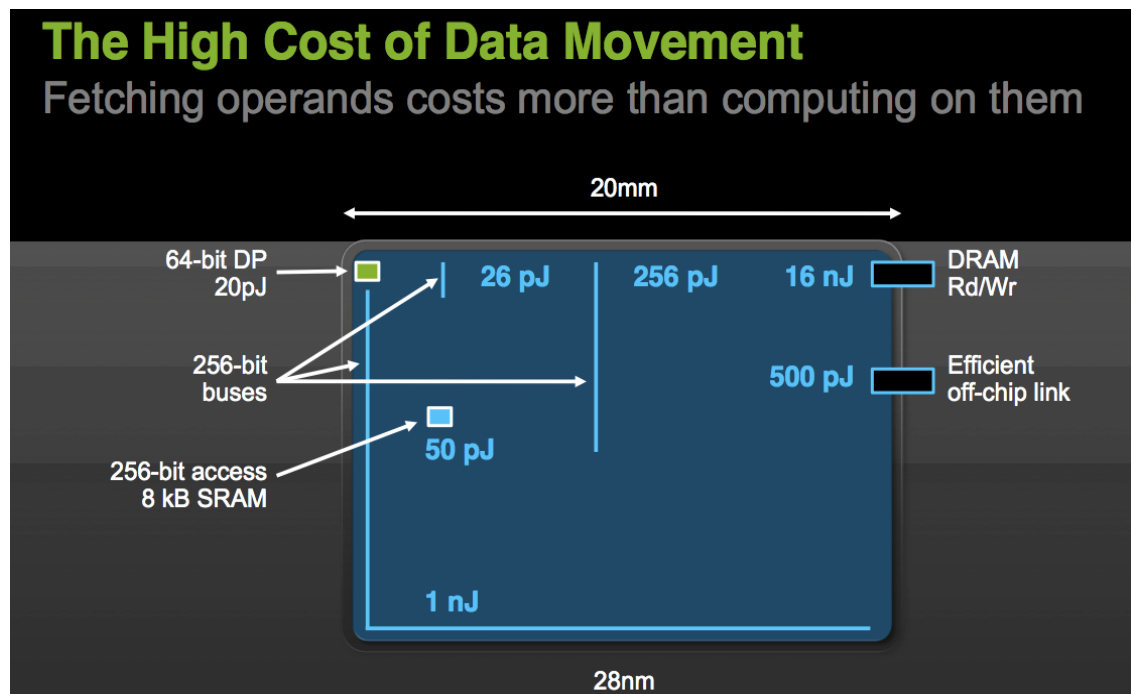 The High Cost of Data Movement
Fetching operands costs more than computing on them
20mm
64-bit DP
20pJ
26 pJ
256 pJ
16 nJ
DRAM
Rd/Wr
256-bit
buses
500 pJ
Efficient
off-chip link
50 pJ
256-bit access
8 kB SRAM
1 nJ
28nm